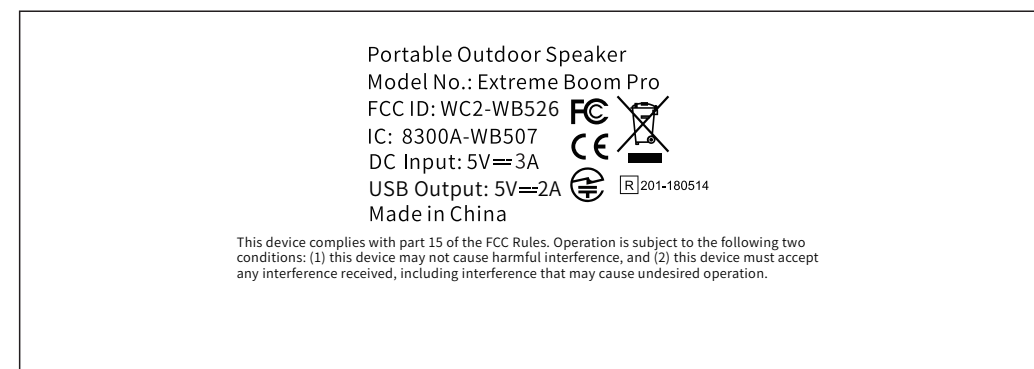 Portable Outdoor Speaker
Model No.: Extreme Boom Pro
FCC ID: WC2-WB526
IC: 8300A-WB507
DC Input: 5V⎓3A
USB Output: 5V⎓2A
R 201-180514
Made in China
This device complies with part 15 of the FCC Rules. Operation is subject to the following two
conditions: (1) this device may not cause harmful interference, and (2) this device must accept
any interference received, including interference that may cause undesired operation.